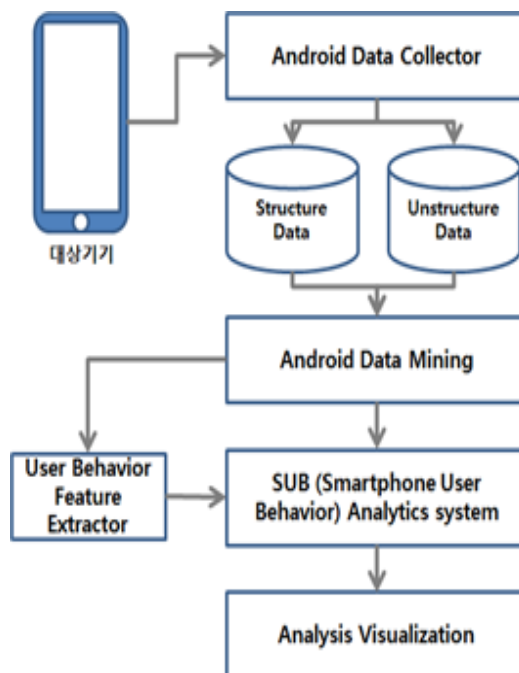 Android Data Collector
대상기기
Structure
Data
Unstructure
Data
Android Data Mining
User Behavior
Feature
Extractor
SUB (Smartphone User
Behavior) Analytics system
Analysis Visualization